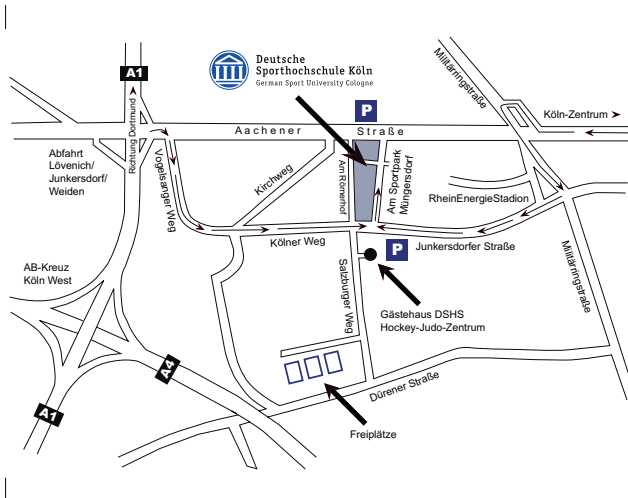 Deutsche
Sporthochschule Köln
German Sport University Cologne
A1
Militärringstraße
P
Köln-Zentrum
Aachener Straße
Richtung Dortmund
Abfahrt
Lövenich/
Junkersdorf/
Weiden
Vogelsanger Weg
Kirchweg
Am Römerhof
Am Sportpark
Müngersdorf
RheinEnergieStadion
Kölner Weg
P
Junkersdorfer Straße
Militärringstraße
AB-Kreuz
Köln West
Salzburger Weg
Gästehaus DSHS
Hockey-Judo-Zentrum
A4
Dürener Straße
A1
Freiplätze